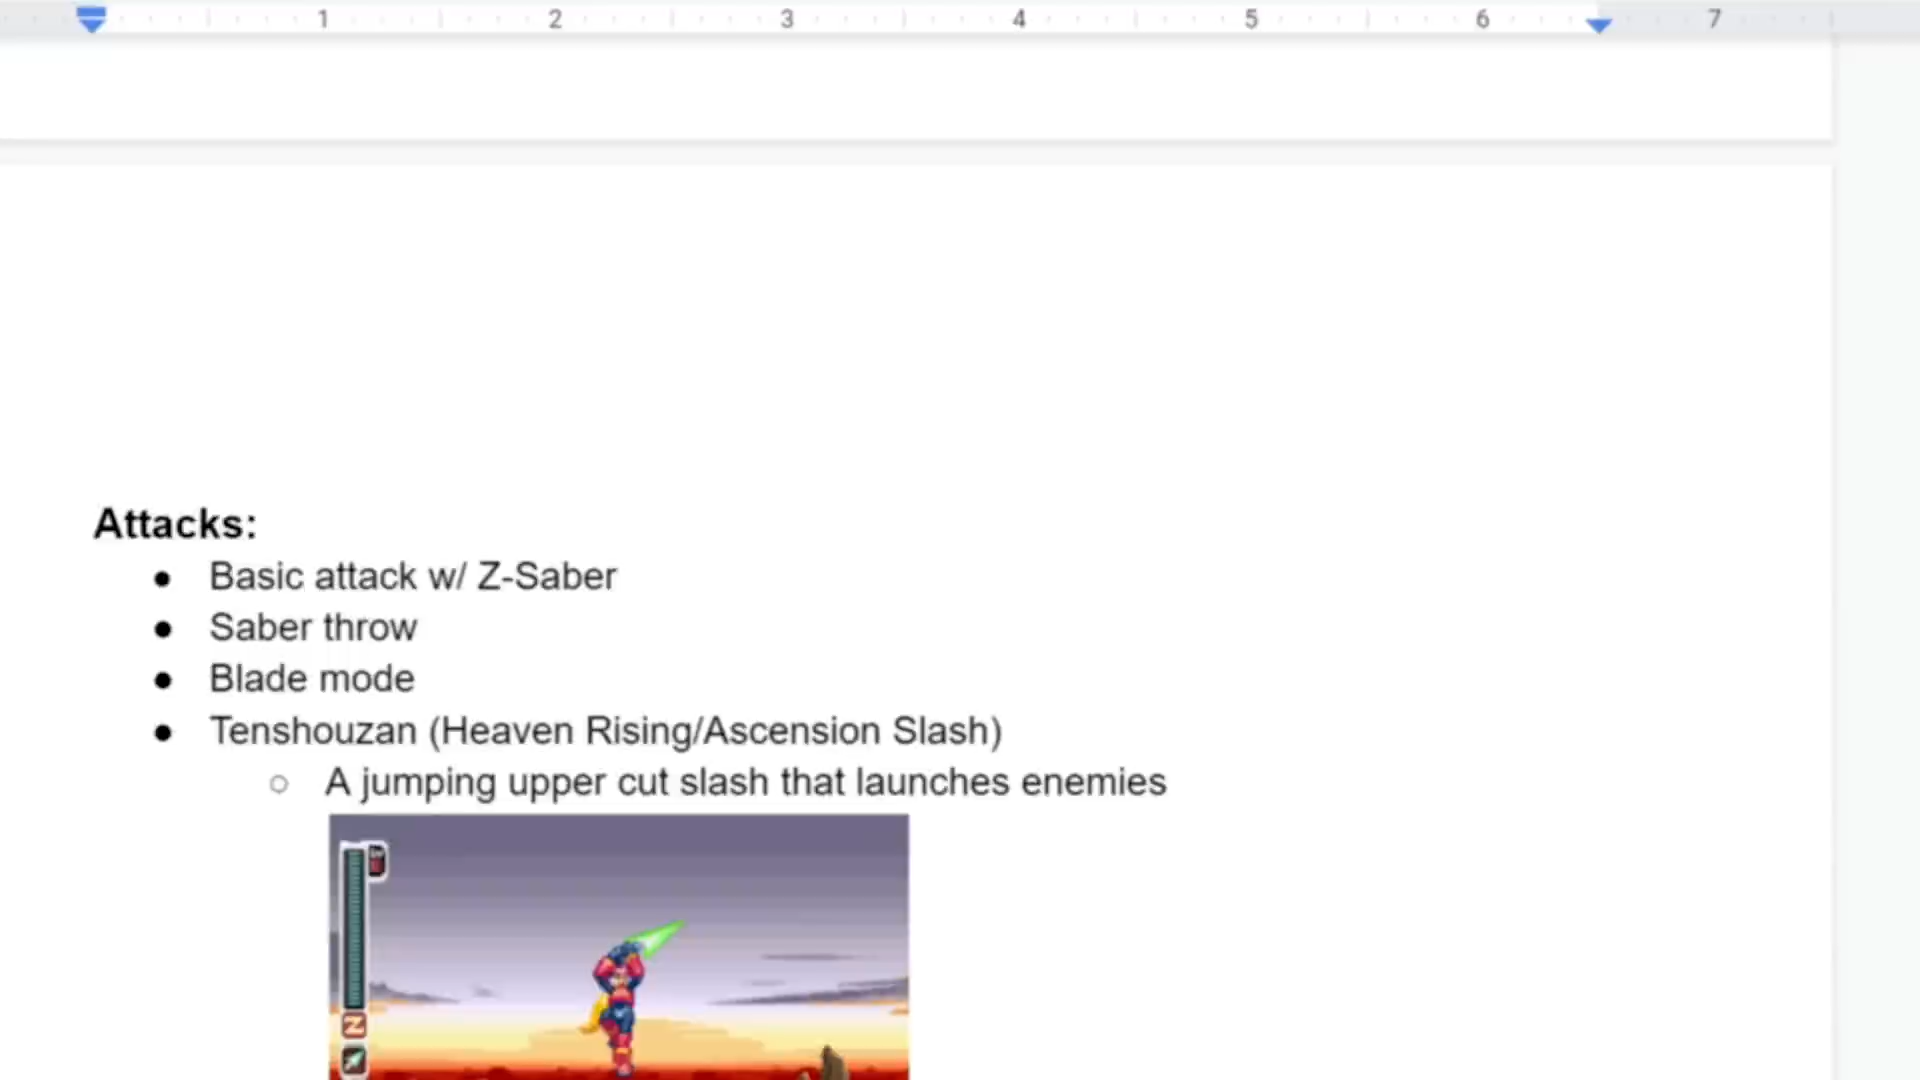 1 2 3 4 5 6 7
Attacks:
● Basic attack w/ Z-Saber
● Saber throw
● Blade mode
● Tenshouzan (Heaven Rising/Ascension Slash)
○ A jumping upper cut slash that launches enemies
Z